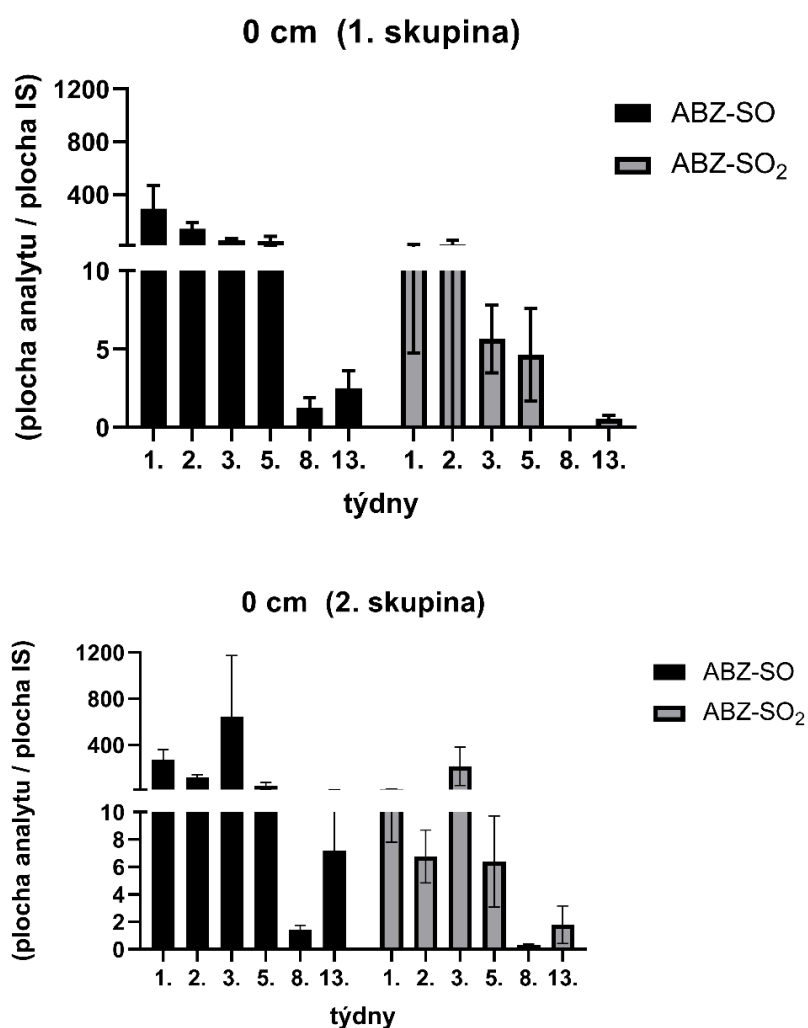 0 cm (1. skupina)
(plocha analytu / plocha IS)
1200
800
400
10
5
0
ABZ-SO
ABZ-SO₂
1. 2. 3. 5. 8. 13. 1. 2. 3. 5. 8. 13.
týdny
0 cm (2. skupina)
(plocha analytu / plocha IS)
1200
800
400
10
8
6
4
2
0
ABZ-SO
ABZ-SO₂
1. 2. 3. 5. 8. 13. 1. 2. 3. 5. 8. 13.
týdny